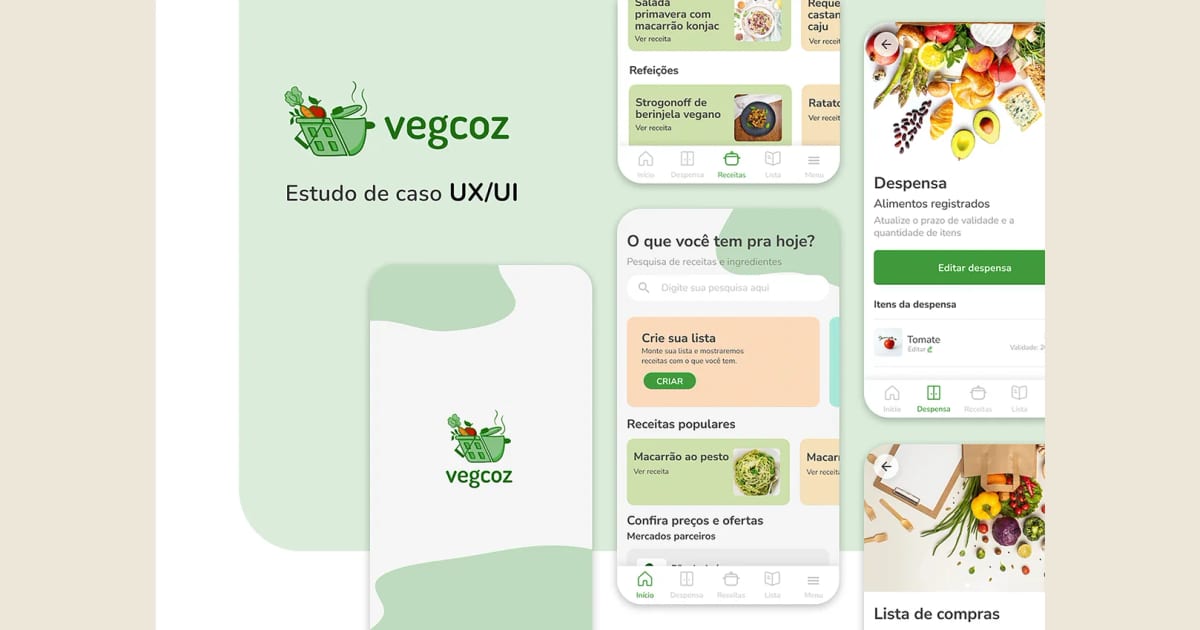 vegcoz
Estudo de caso UX/UI
vegcoz
Salada
primavera com
macarrão konjac
Ver receita
Reque
castan
caju
Ver receit
Refeições
Strogonoff de
berinjela vegano
Ver receita
Ratato
Ver receit
Início
Despensa
Receitas
Lista
Menu
O que você tem pra hoje?
Pesquisa de receitas e ingredientes
Digite sua pesquisa aqui
Crie sua lista
Monte sua lista e mostraremos
receitas com o que você tem.
CRIAR
Receitas populares
Macarrão ao pesto
Ver receita
Macarr
Ver receita
Confira preços e ofertas
Mercados parceiros
Início
Despensa
Receitas
Lista
Menu
Despensa
Alimentos registrados
Atualize o prazo de validade e a
quantidade de itens
Editar despensa
Itens da despensa
Tomate
Editar
Validade: 2
Início
Despensa
Receitas
Lista
Lista de compras